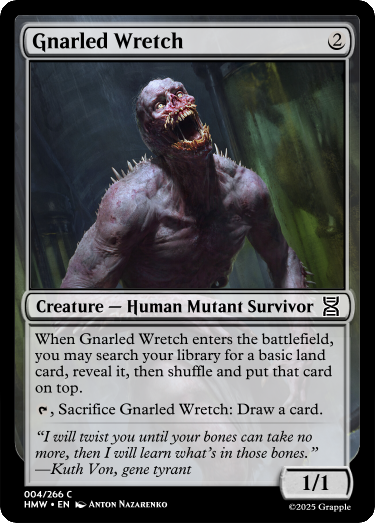 Gnarled Wretch 2
Creature — Human Mutant Survivor
When Gnarled Wretch enters the battlefield,
you may search your library for a basic land
card, reveal it, then shuffle and put that card
on top.
, Sacrifice Gnarled Wretch: Draw a card.
“I will twist you until your bones can take no
more, then I will learn what’s in those bones.”
—Kuth Von, gene tyrant
1/1
004/266 C
HMW • EN Anton Nazarenko
©2025 Grapple